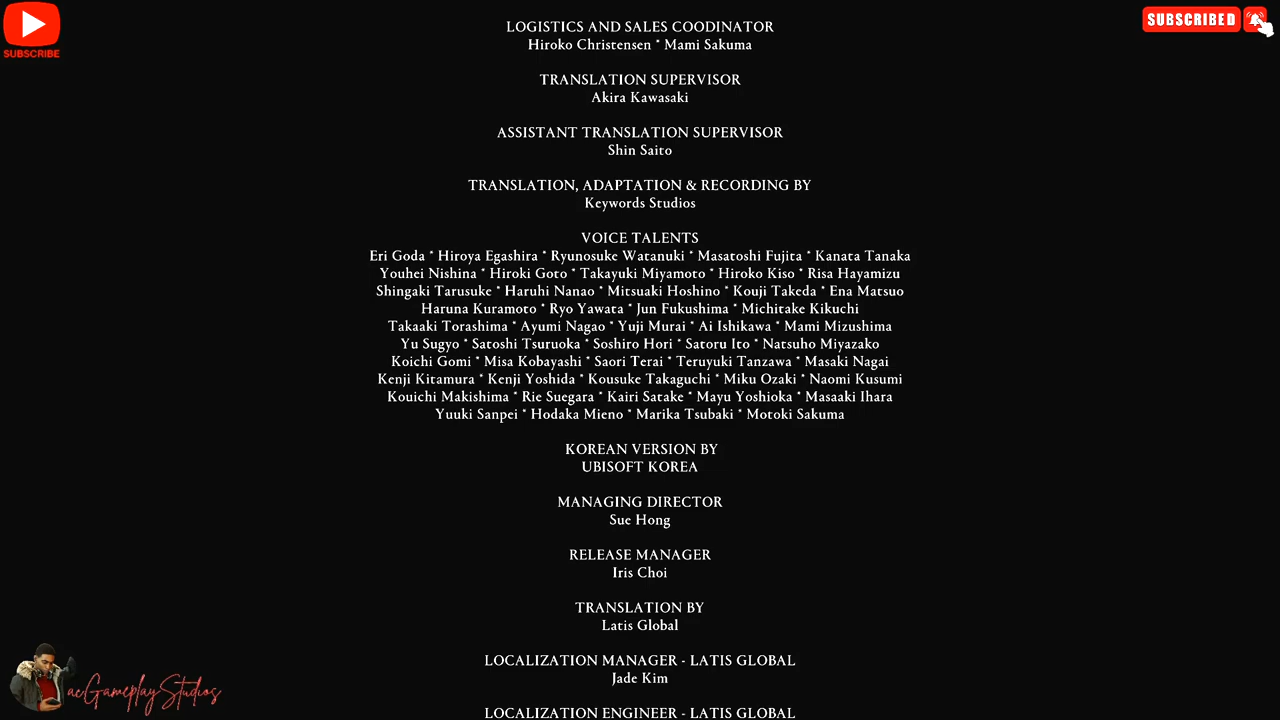 SUBSCRIBE
SUBSCRIBED
LOGISTICS AND SALES COODINATOR
Hiroko Christensen * Mami Sakuma
TRANSLATION SUPERVISOR
Akira Kawasaki
ASSISTANT TRANSLATION SUPERVISOR
Shin Saito
TRANSLATION, ADAPTATION & RECORDING BY
Keywords Studios
VOICE TALENTS
Eri Goda * Hiroya Egashira * Ryunosuke Watanuki * Masatoshi Fujita * Kanata Tanaka
Youhei Nishina * Hiroki Goto * Takayuki Miyamoto * Hiroko Kiso * Risa Hayamizu
Shingaki Tarusuke * Haruhi Nanao * Mitsuaki Hoshino * Kouji Takeda * Ena Matsuo
Haruna Kuramoto * Ryo Yawata * Jun Fukushima * Michitake Kikuchi
Takaaki Torashima * Ayumi Nagao * Yuji Murai * Ai Ishikawa * Mami Mizushima
Yu Sugyo * Satoshi Tsuruoka * Soshiro Hori * Satoru Ito * Natsuho Miyazako
Koichi Gomi * Misa Kobayashi * Saori Terai * Teruyuki Tanzawa * Masaki Nagai
Kenji Kitamura * Kenji Yoshida * Kousuke Takaguchi * Miku Ozaki * Naomi Kusumi
Kouichi Makishima * Rie Suegara * Kairi Satake * Mayu Yoshioka * Masaaki Ihara
Yuuki Sanpei * Hodaka Mieno * Marika Tsubaki * Motoki Sakuma
KOREAN VERSION BY
UBISOFT KOREA
MANAGING DIRECTOR
Sue Hong
RELEASE MANAGER
Iris Choi
TRANSLATION BY
Latis Global
LOCALIZATION MANAGER - LATIS GLOBAL
Jade Kim
LOCALIZATION ENGINEER - LATIS GLOBAL
acGameplayStudios